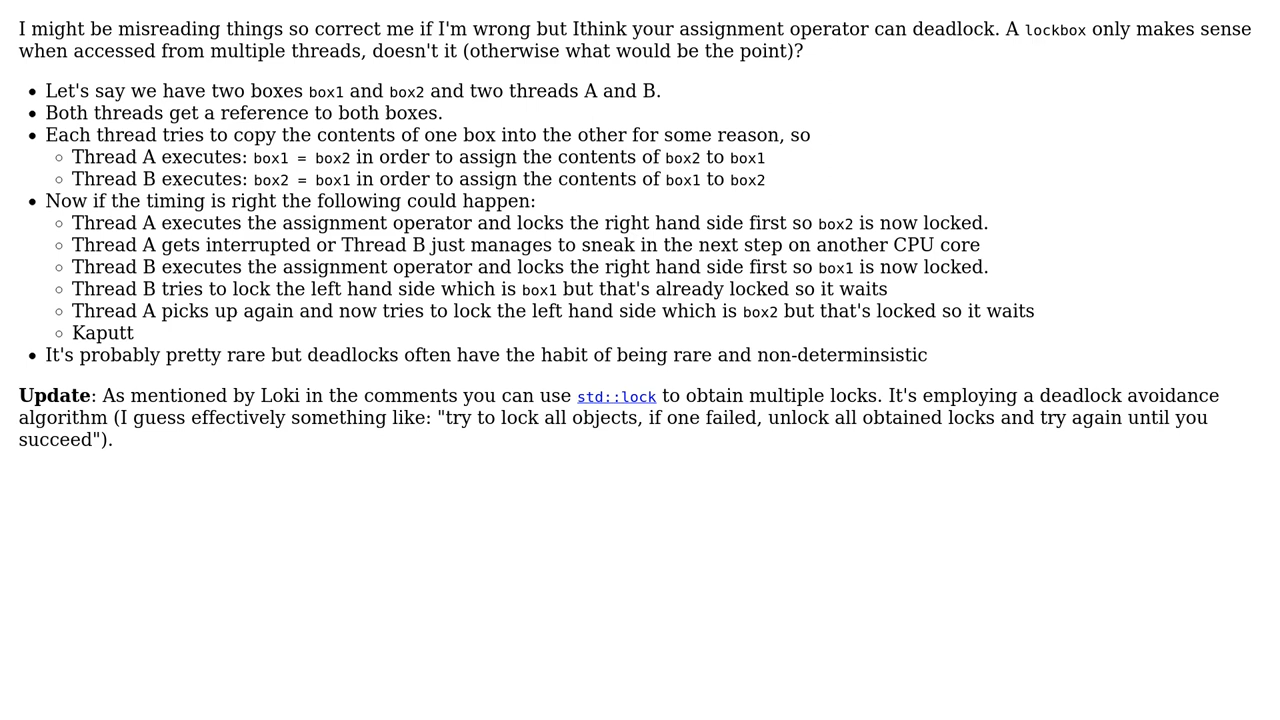 I might be misreading things so correct me if I'm wrong but Ithink your assignment operator can deadlock. A lockbox only makes sense
when accessed from multiple threads, doesn't it (otherwise what would be the point)?
• Let's say we have two boxes box1 and box2 and two threads A and B.
• Both threads get a reference to both boxes.
• Each thread tries to copy the contents of one box into the other for some reason, so
◦ Thread A executes: box1 = box2 in order to assign the contents of box2 to box1
◦ Thread B executes: box2 = box1 in order to assign the contents of box1 to box2
• Now if the timing is right the following could happen:
◦ Thread A executes the assignment operator and locks the right hand side first so box2 is now locked.
◦ Thread A gets interrupted or Thread B just manages to sneak in the next step on another CPU core
◦ Thread B executes the assignment operator and locks the right hand side first so box1 is now locked.
◦ Thread B tries to lock the left hand side which is box1 but that's already locked so it waits
◦ Thread A picks up again and now tries to lock the left hand side which is box2 but that's locked so it waits
◦ Kaputt
• It's probably pretty rare but deadlocks often have the habit of being rare and non-determinsistic
Update: As mentioned by Loki in the comments you can use std::lock to obtain multiple locks. It's employing a deadlock avoidance
algorithm (I guess effectively something like: "try to lock all objects, if one failed, unlock all obtained locks and try again until you
succeed").